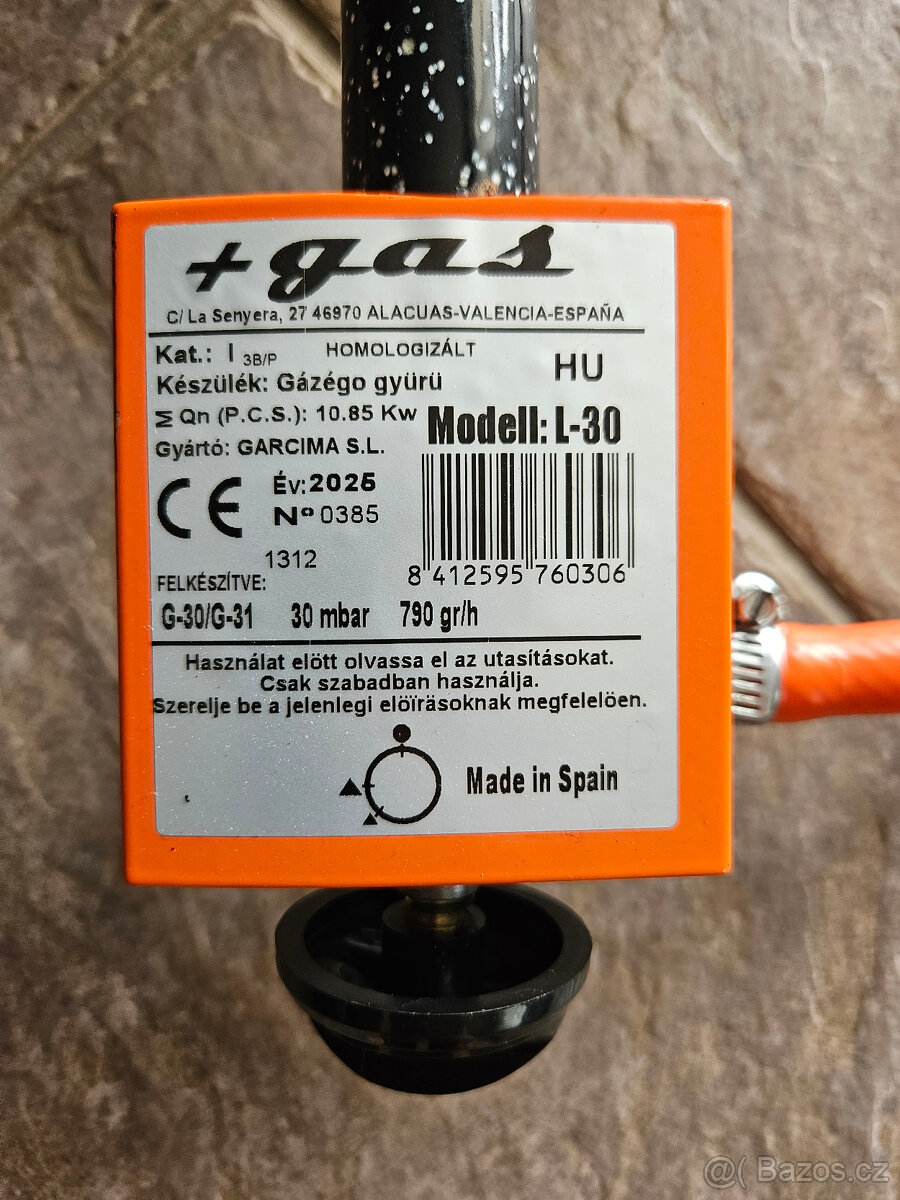 +gas
C/ La Senyera, 27 46970 ALACUAS-VALENCIA-ESPAÑA
Kat.: I 3B/P HOMOLOGIZÁLT HU
Készülék: Gázégo gyürü
Σ Qn (P.C.S.): 10.85 Kw
Modell: L-30
Gyártó: GARCIMA S.L.
CE Év:2025
Nº 0385
1312
8 412595 760306
FELKÉSZÍTVE:
G-30/G-31 30 mbar 790 gr/h
Használat elött olvassa el az utasításokat.
Csak szabadban használja.
Szerelje be a jelenlegi elöïrásoknak megfelelöen.
Made in Spain
@( Bazos.cz